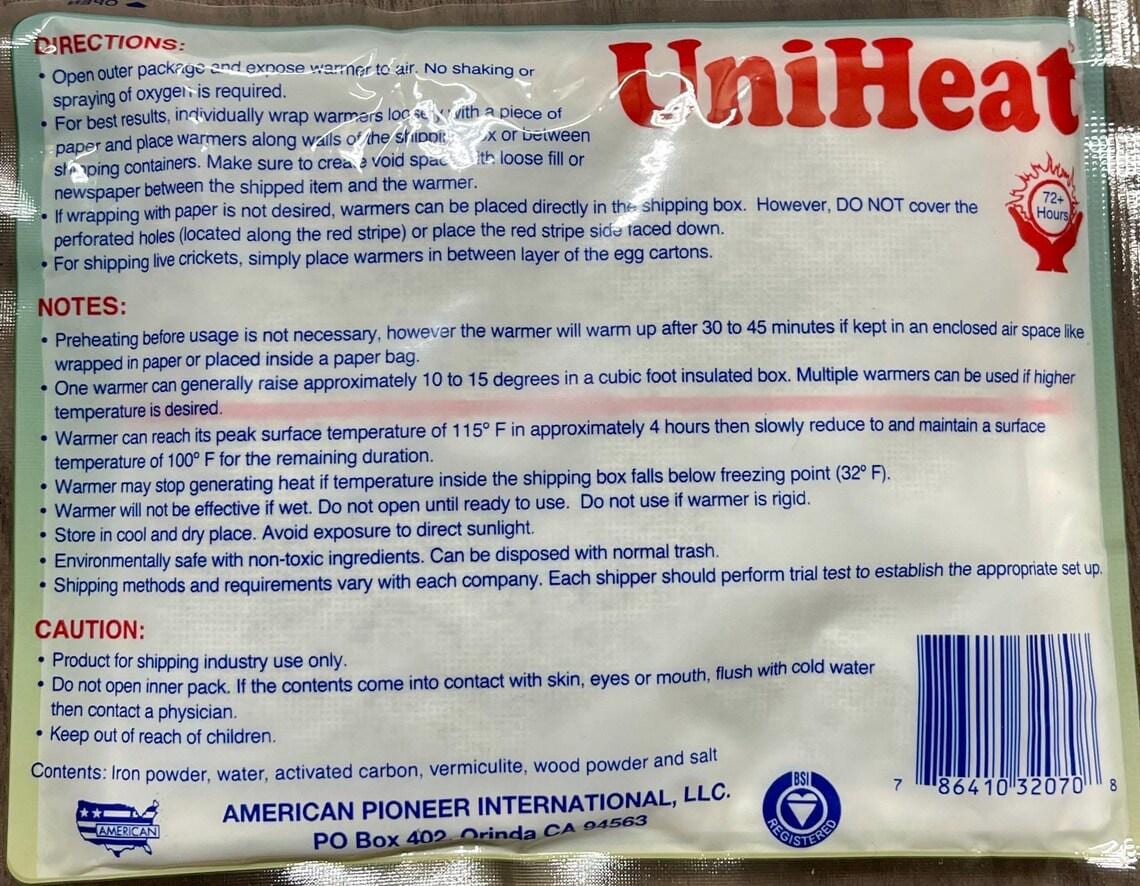 OPEN
DIRECTIONS:
• Open outer package and expose warmer to air. No shaking or
spraying of oxygen is required.
• For best results, individually wrap warmers loosely with a piece of
paper and place warmers along walls of the shipping or between
shipping containers. Make sure to create void space with loose fill or
newspaper between the shipped item and the warmer.
• If wrapping with paper is not desired, warmers can be placed directly in the shipping box. However, DO NOT cover the
perforated holes (located along the red stripe) or place the red stripe side faced down.
• For shipping live crickets, simply place warmers in between layer of the egg cartons.
UniHeat
72+
Hours
NOTES:
• Preheating before usage is not necessary, however the warmer will warm up after 30 to 45 minutes if kept in an enclosed air space like
wrapped in paper or placed inside a paper bag.
• One warmer can generally raise approximately 10 to 15 degrees in a cubic foot insulated box. Multiple warmers can be used if higher
temperature is desired.
• Warmer can reach its peak surface temperature of 115º F in approximately 4 hours then slowly reduce to and maintain a surface
temperature of 100º F for the remaining duration.
• Warmer may stop generating heat if temperature inside the shipping box falls below freezing point (32º F).
• Warmer will not be effective if wet. Do not open until ready to use. Do not use if warmer is rigid.
• Store in cool and dry place. Avoid exposure to direct sunlight.
• Environmentally safe with non-toxic ingredients. Can be disposed with normal trash.
• Shipping methods and requirements vary with each company. Each shipper should perform trial test to establish the appropriate set up.
CAUTION:
• Product for shipping industry use only.
• Do not open inner pack. If the contents come into contact with skin, eyes or mouth, flush with cold water
then contact a physician.
• Keep out of reach of children.
Contents: Iron powder, water, activated carbon, vermiculite, wood powder and salt
AMERICAN
AMERICAN PIONEER INTERNATIONAL, LLC.
PO Box 402 Orinda CA 94563
BSI
REGISTERED
7 86410 32070 8